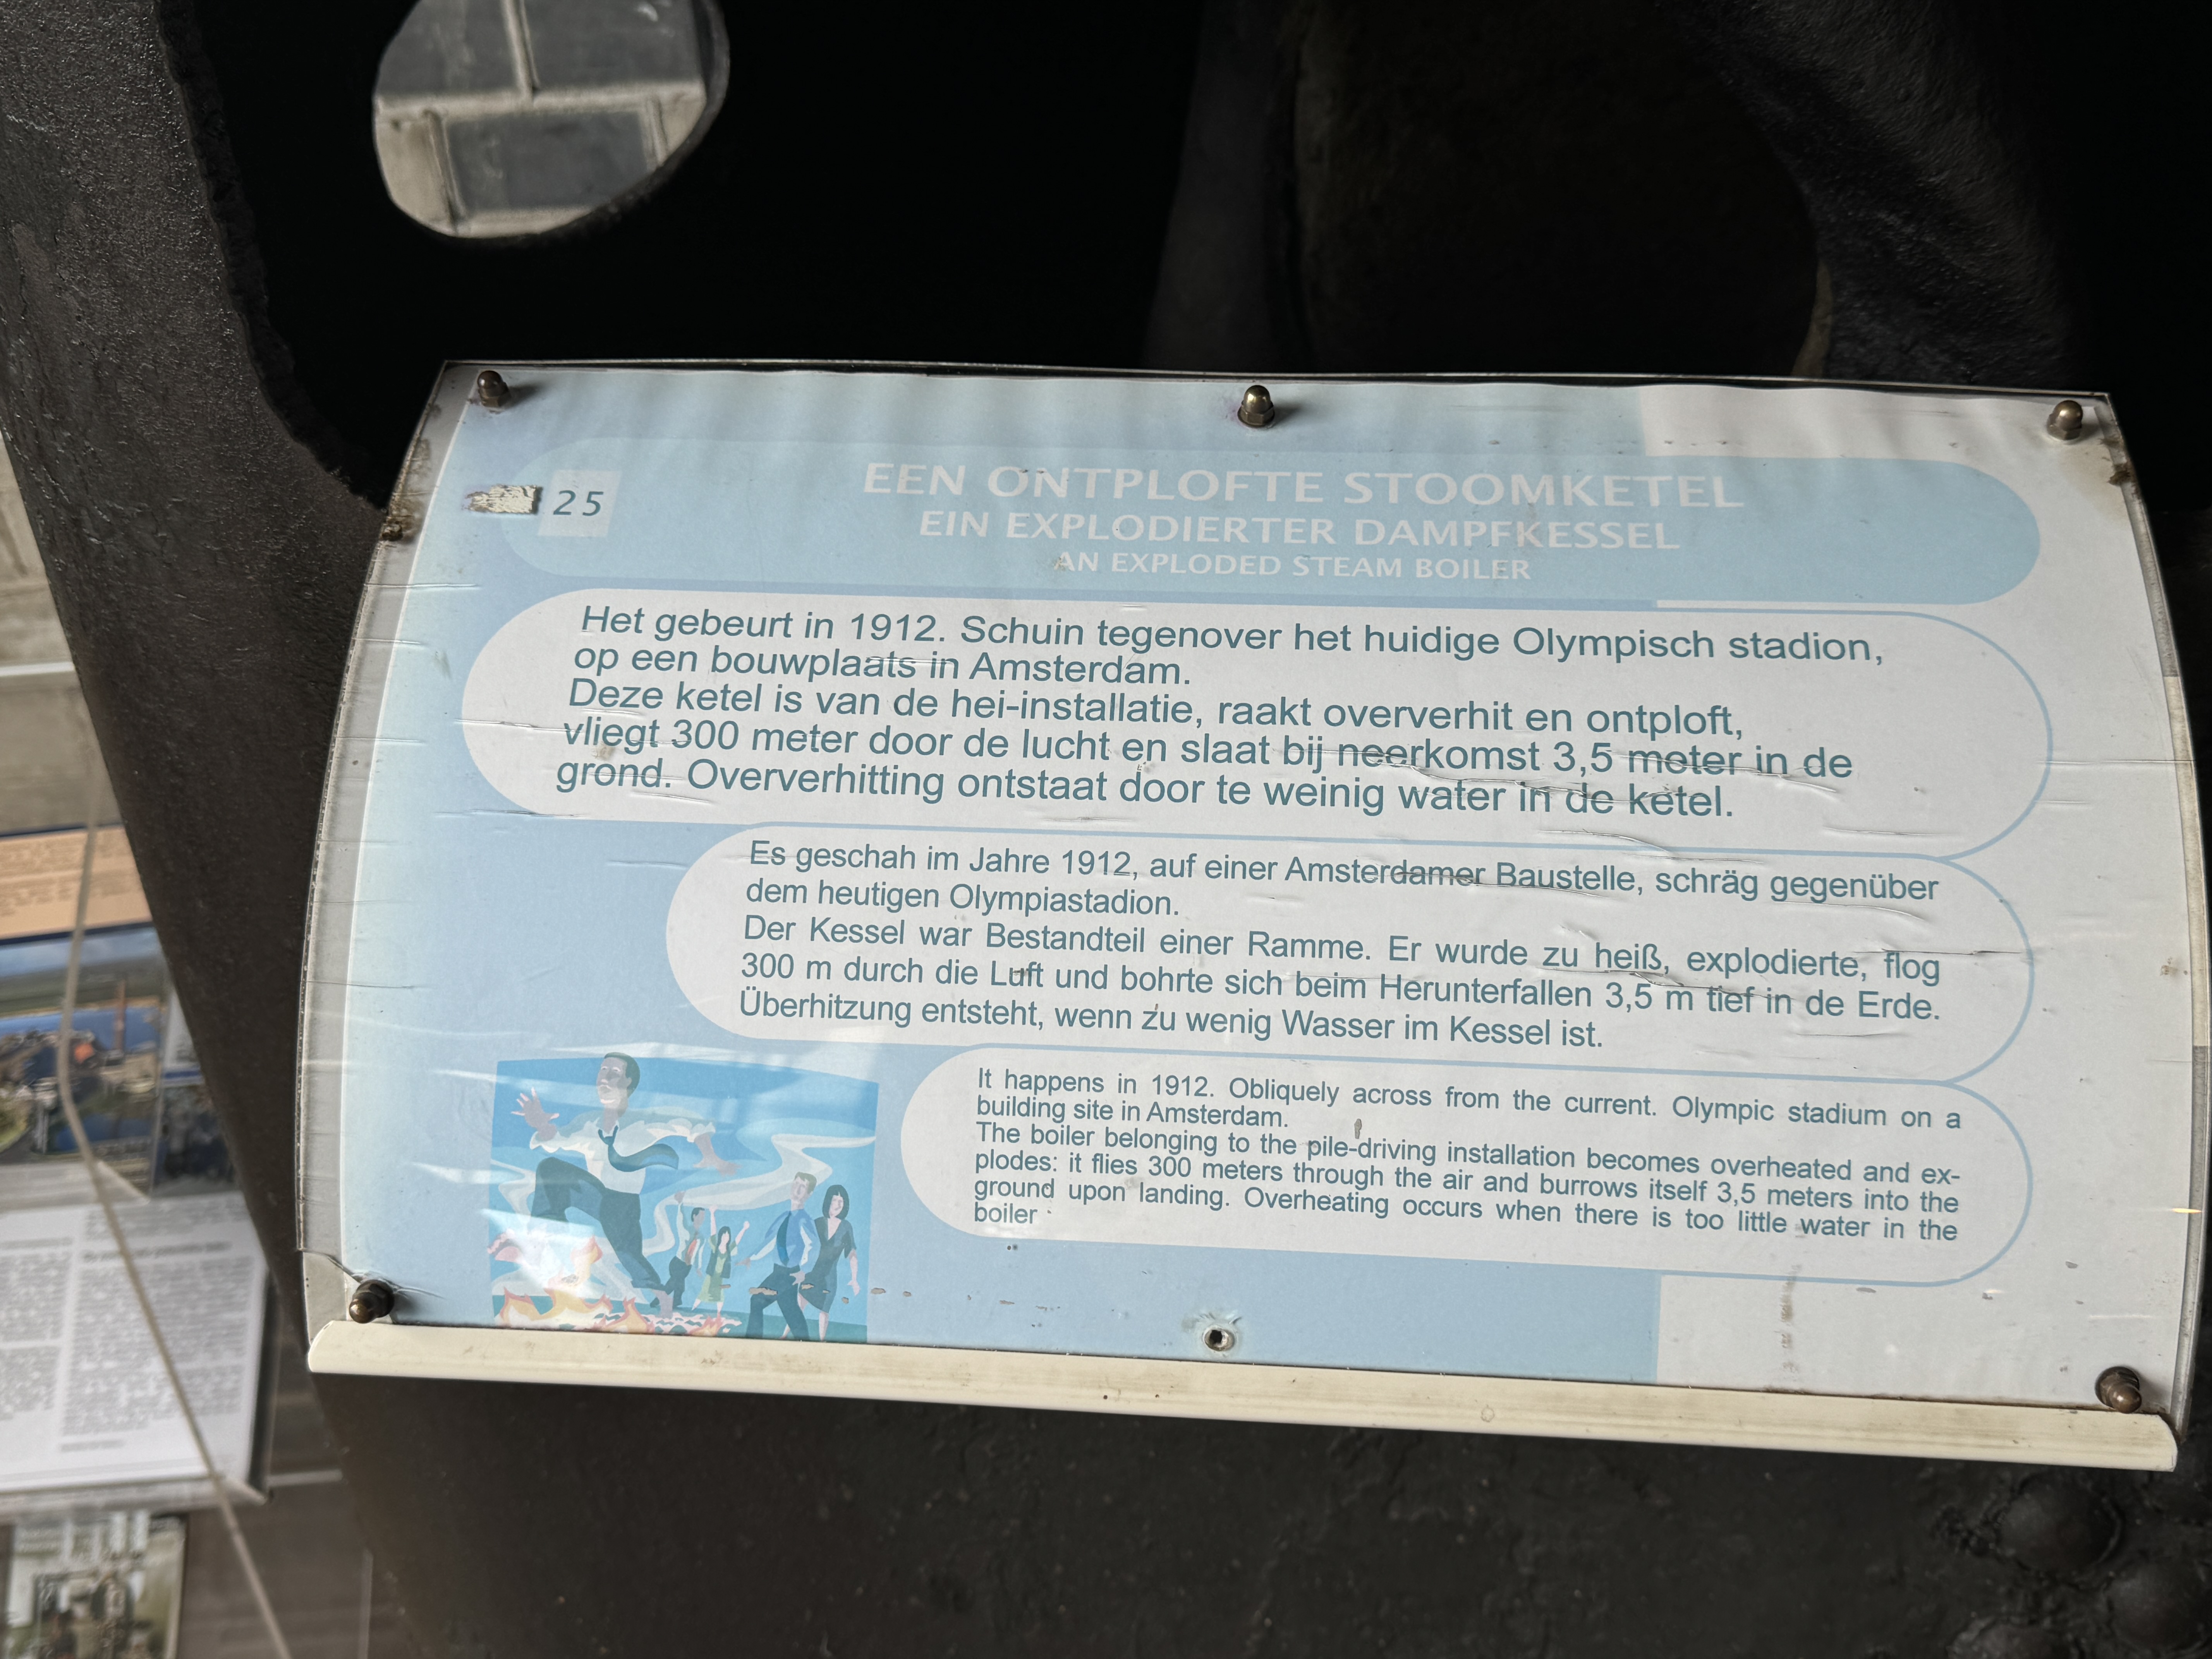 25
EEN ONTPLOFTE STOOMKETEL
EIN EXPLODIERTER DAMPFKESSEL
AN EXPLODED STEAM BOILER
Het gebeurt in 1912. Schuin tegenover het huidige Olympisch stadion,
op een bouwplaats in Amsterdam.
Deze ketel is van de hei-installatie, raakt oververhit en ontploft,
vliegt 300 meter door de lucht en slaat bij neerkomst 3,5 meter in de
grond. Oververhitting ontstaat door te weinig water in de ketel.
Es geschah im Jahre 1912, auf einer Amsterdamer Baustelle, schräg gegenüber
dem heutigen Olympiastadion.
Der Kessel war Bestandteil einer Ramme. Er wurde zu heiß, explodierte, flog
300 m durch die Luft und bohrte sich beim Herunterfallen 3,5 m tief in de Erde.
Überhitzung entsteht, wenn zu wenig Wasser im Kessel ist.
It happens in 1912. Obliquely across from the current. Olympic stadium on a
building site in Amsterdam.
The boiler belonging to the pile-driving installation becomes overheated and ex-
plodes: it flies 300 meters through the air and burrows itself 3,5 meters into the
ground upon landing. Overheating occurs when there is too little water in the
boiler